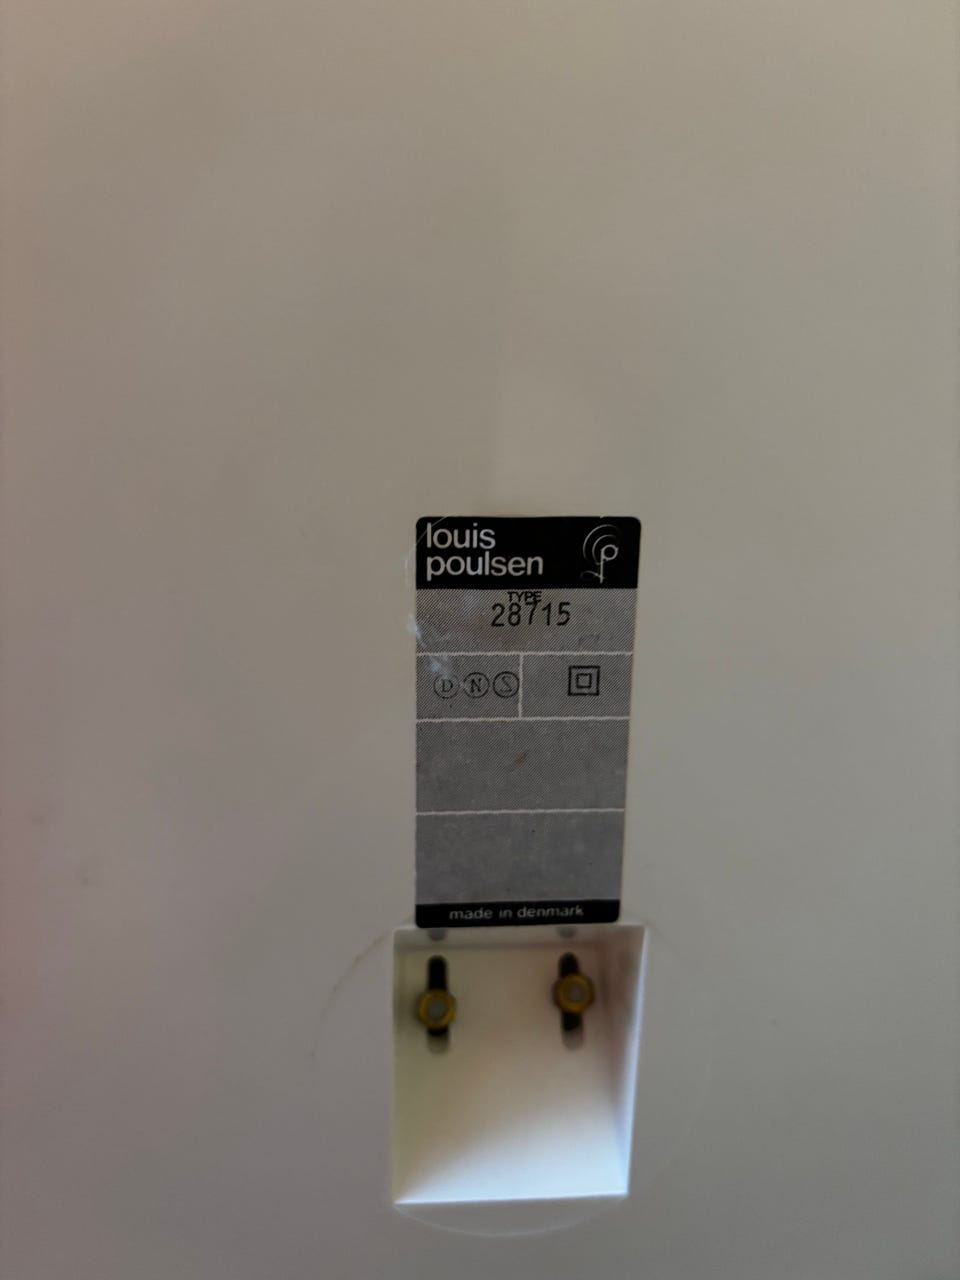 louis
poulsen
TYPE
28715
D N S
made in denmark